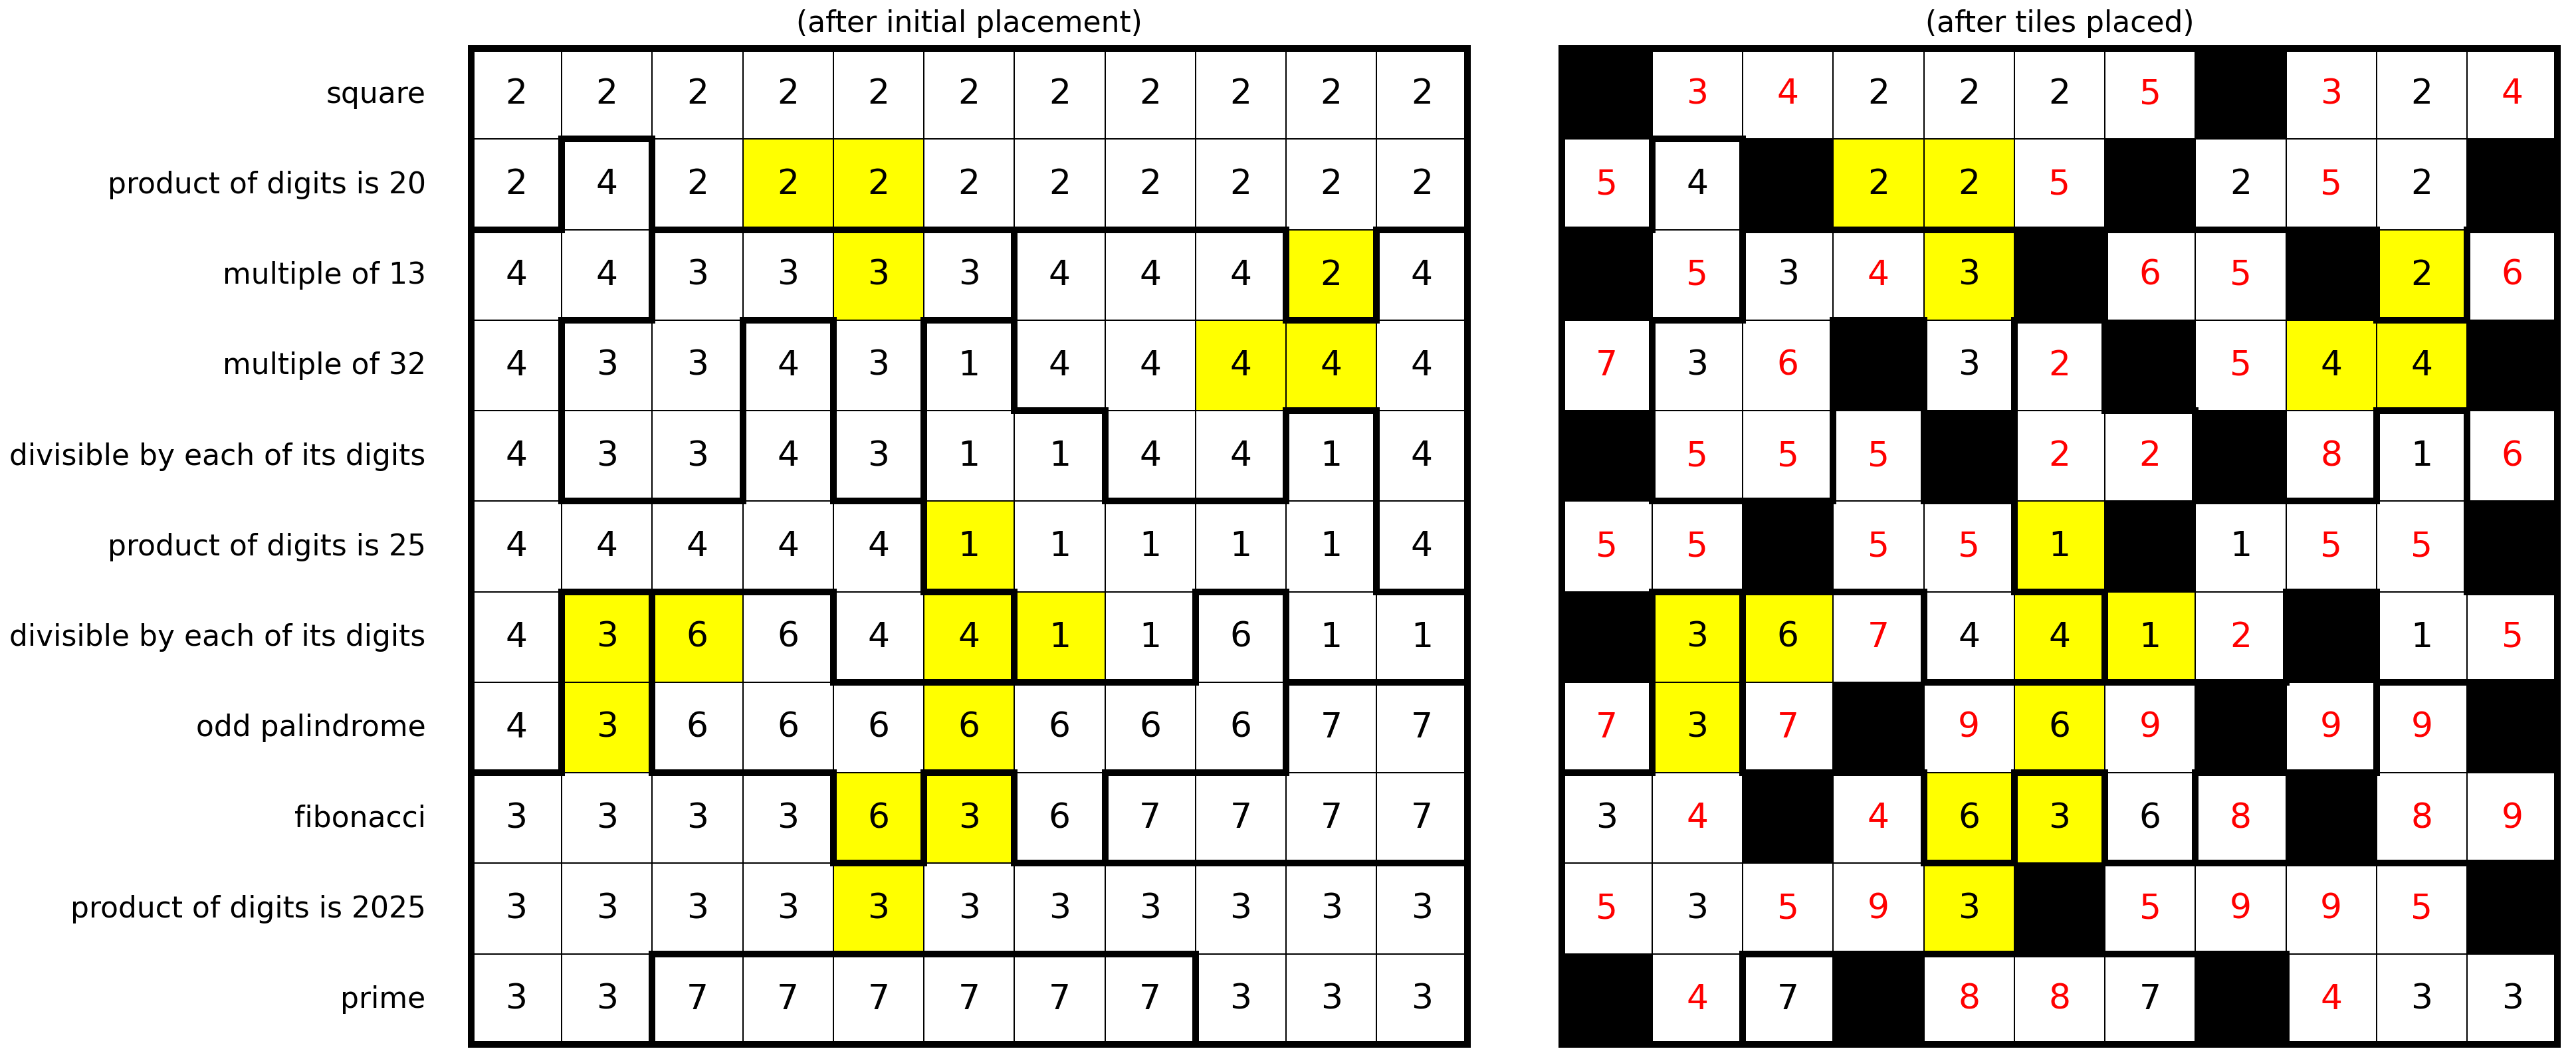 (after initial placement) (after tiles placed)
square 2 2 2 2 2 2 2 2 2 2 2 3 4 2 2 2 5 3 2 4
product of digits is 20 2 4 2 2 2 2 2 2 2 2 2 5 4 2 2 5 2 5 2
multiple of 13 4 4 3 3 3 3 4 4 4 2 4 5 3 4 3 6 5 2 6
multiple of 32 4 3 3 4 3 1 4 4 4 4 4 7 3 6 3 2 5 4 4
divisible by each of its digits 4 3 3 4 3 1 1 4 4 1 4 5 5 5 2 2 8 1 6
product of digits is 25 4 4 4 4 4 1 1 1 1 1 4 5 5 5 5 1 1 5 5
divisible by each of its digits 4 3 6 6 4 4 1 1 6 1 1 3 6 7 4 4 1 2 1 5
odd palindrome 4 3 6 6 6 6 6 6 6 7 7 7 3 7 9 6 9 9 9
fibonacci 3 3 3 3 6 3 6 7 7 7 7 3 4 4 6 3 6 8 8 9
product of digits is 2025 3 3 3 3 3 3 3 3 3 3 3 5 3 5 9 3 5 9 9 5
prime 3 3 7 7 7 7 7 7 3 3 3 4 7 8 8 7 4 3 3